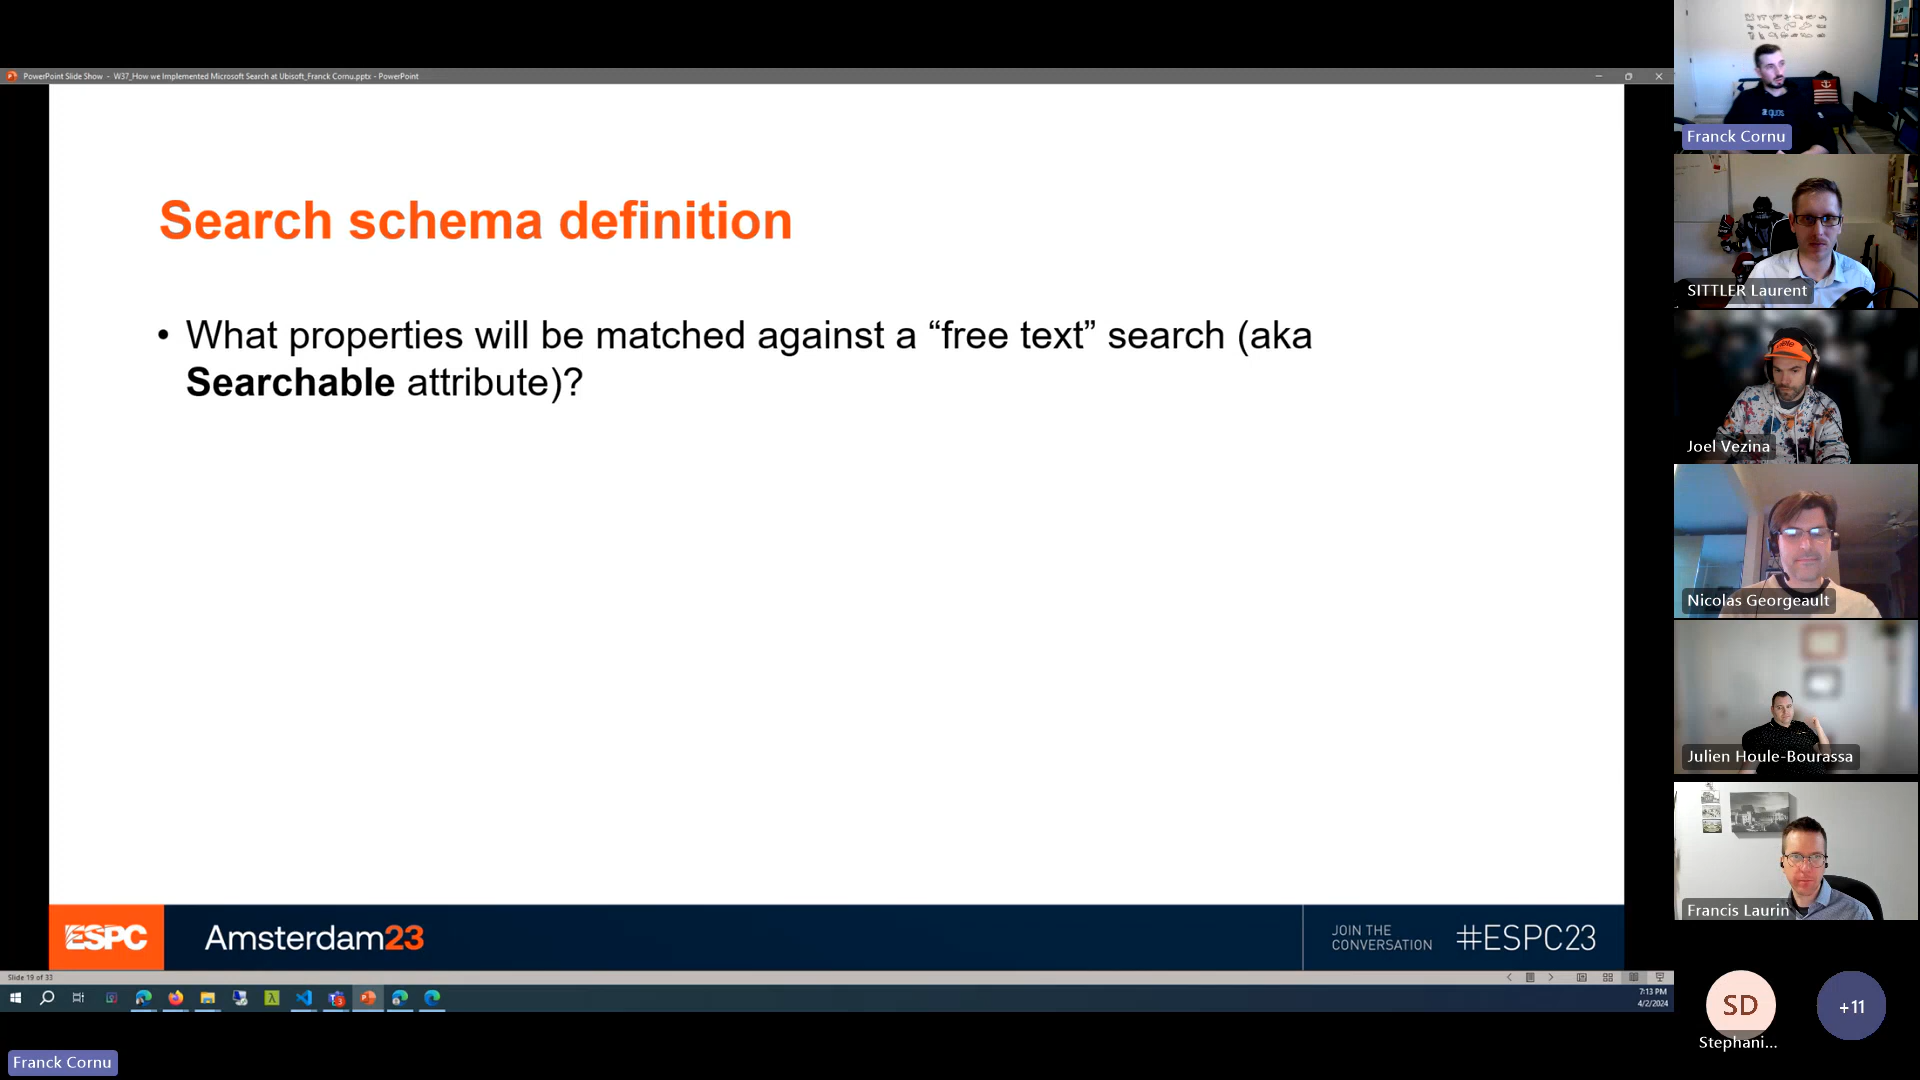 PowerPoint Slide Show - W37_How we Implemented Microsoft Search at Ubisoft_Franck Cornu.pptx - PowerPoint
Search schema definition
• What properties will be matched against a “free text” search (aka
Searchable attribute)?
ESPC
Amsterdam23
JOIN THE
CONVERSATION
#ESPC23
Slide 19 of 33
7:13 PM
4/2/2024
Franck Cornu
Franck Cornu
SITTLER Laurent
Joel Vezina
Nicolas Georgeault
Julien Houle-Bourassa
Francis Laurin
SD
Stephani...
+11